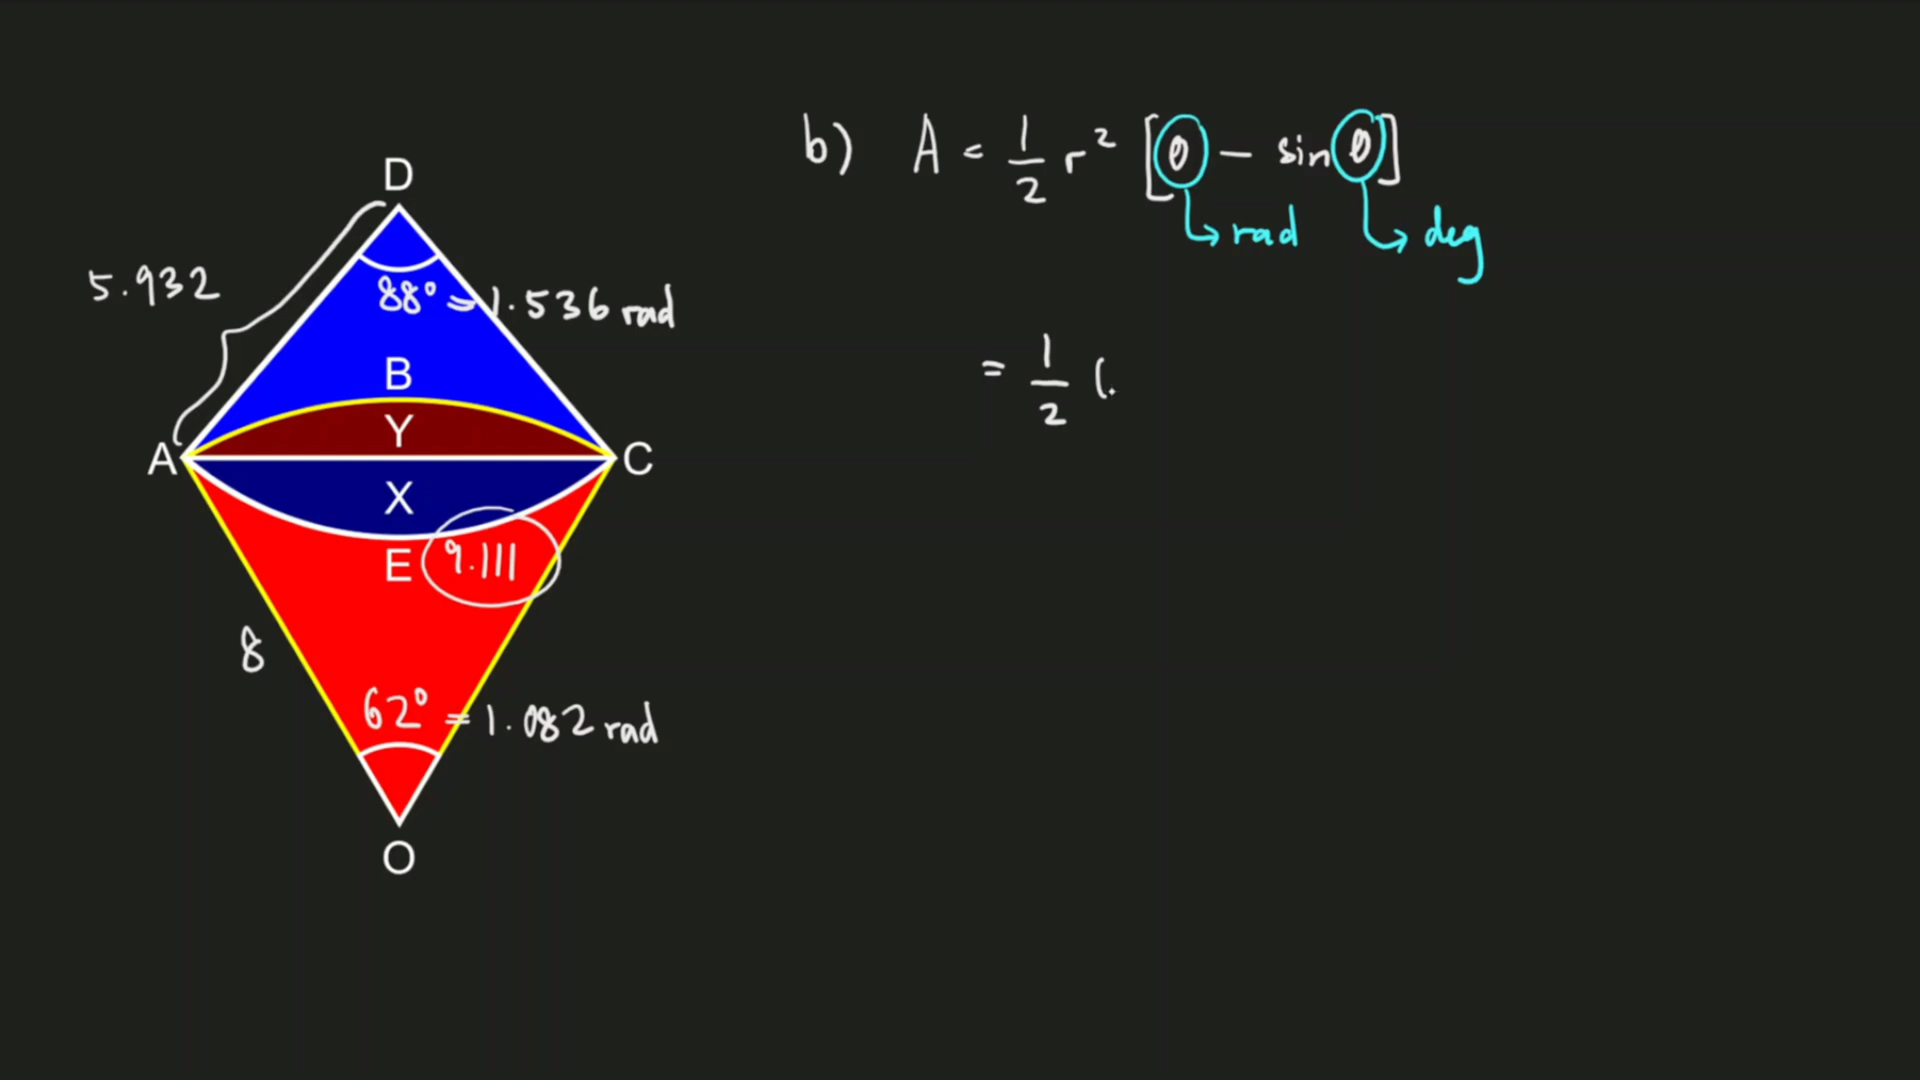 b) A = 1/2 r² [θ − sin θ]
D
rad
deg
5.932
88° = 1.536 rad
B
= 1/2 (.
Y
A
C
X
E 9.111
8
62° = 1.082 rad
O